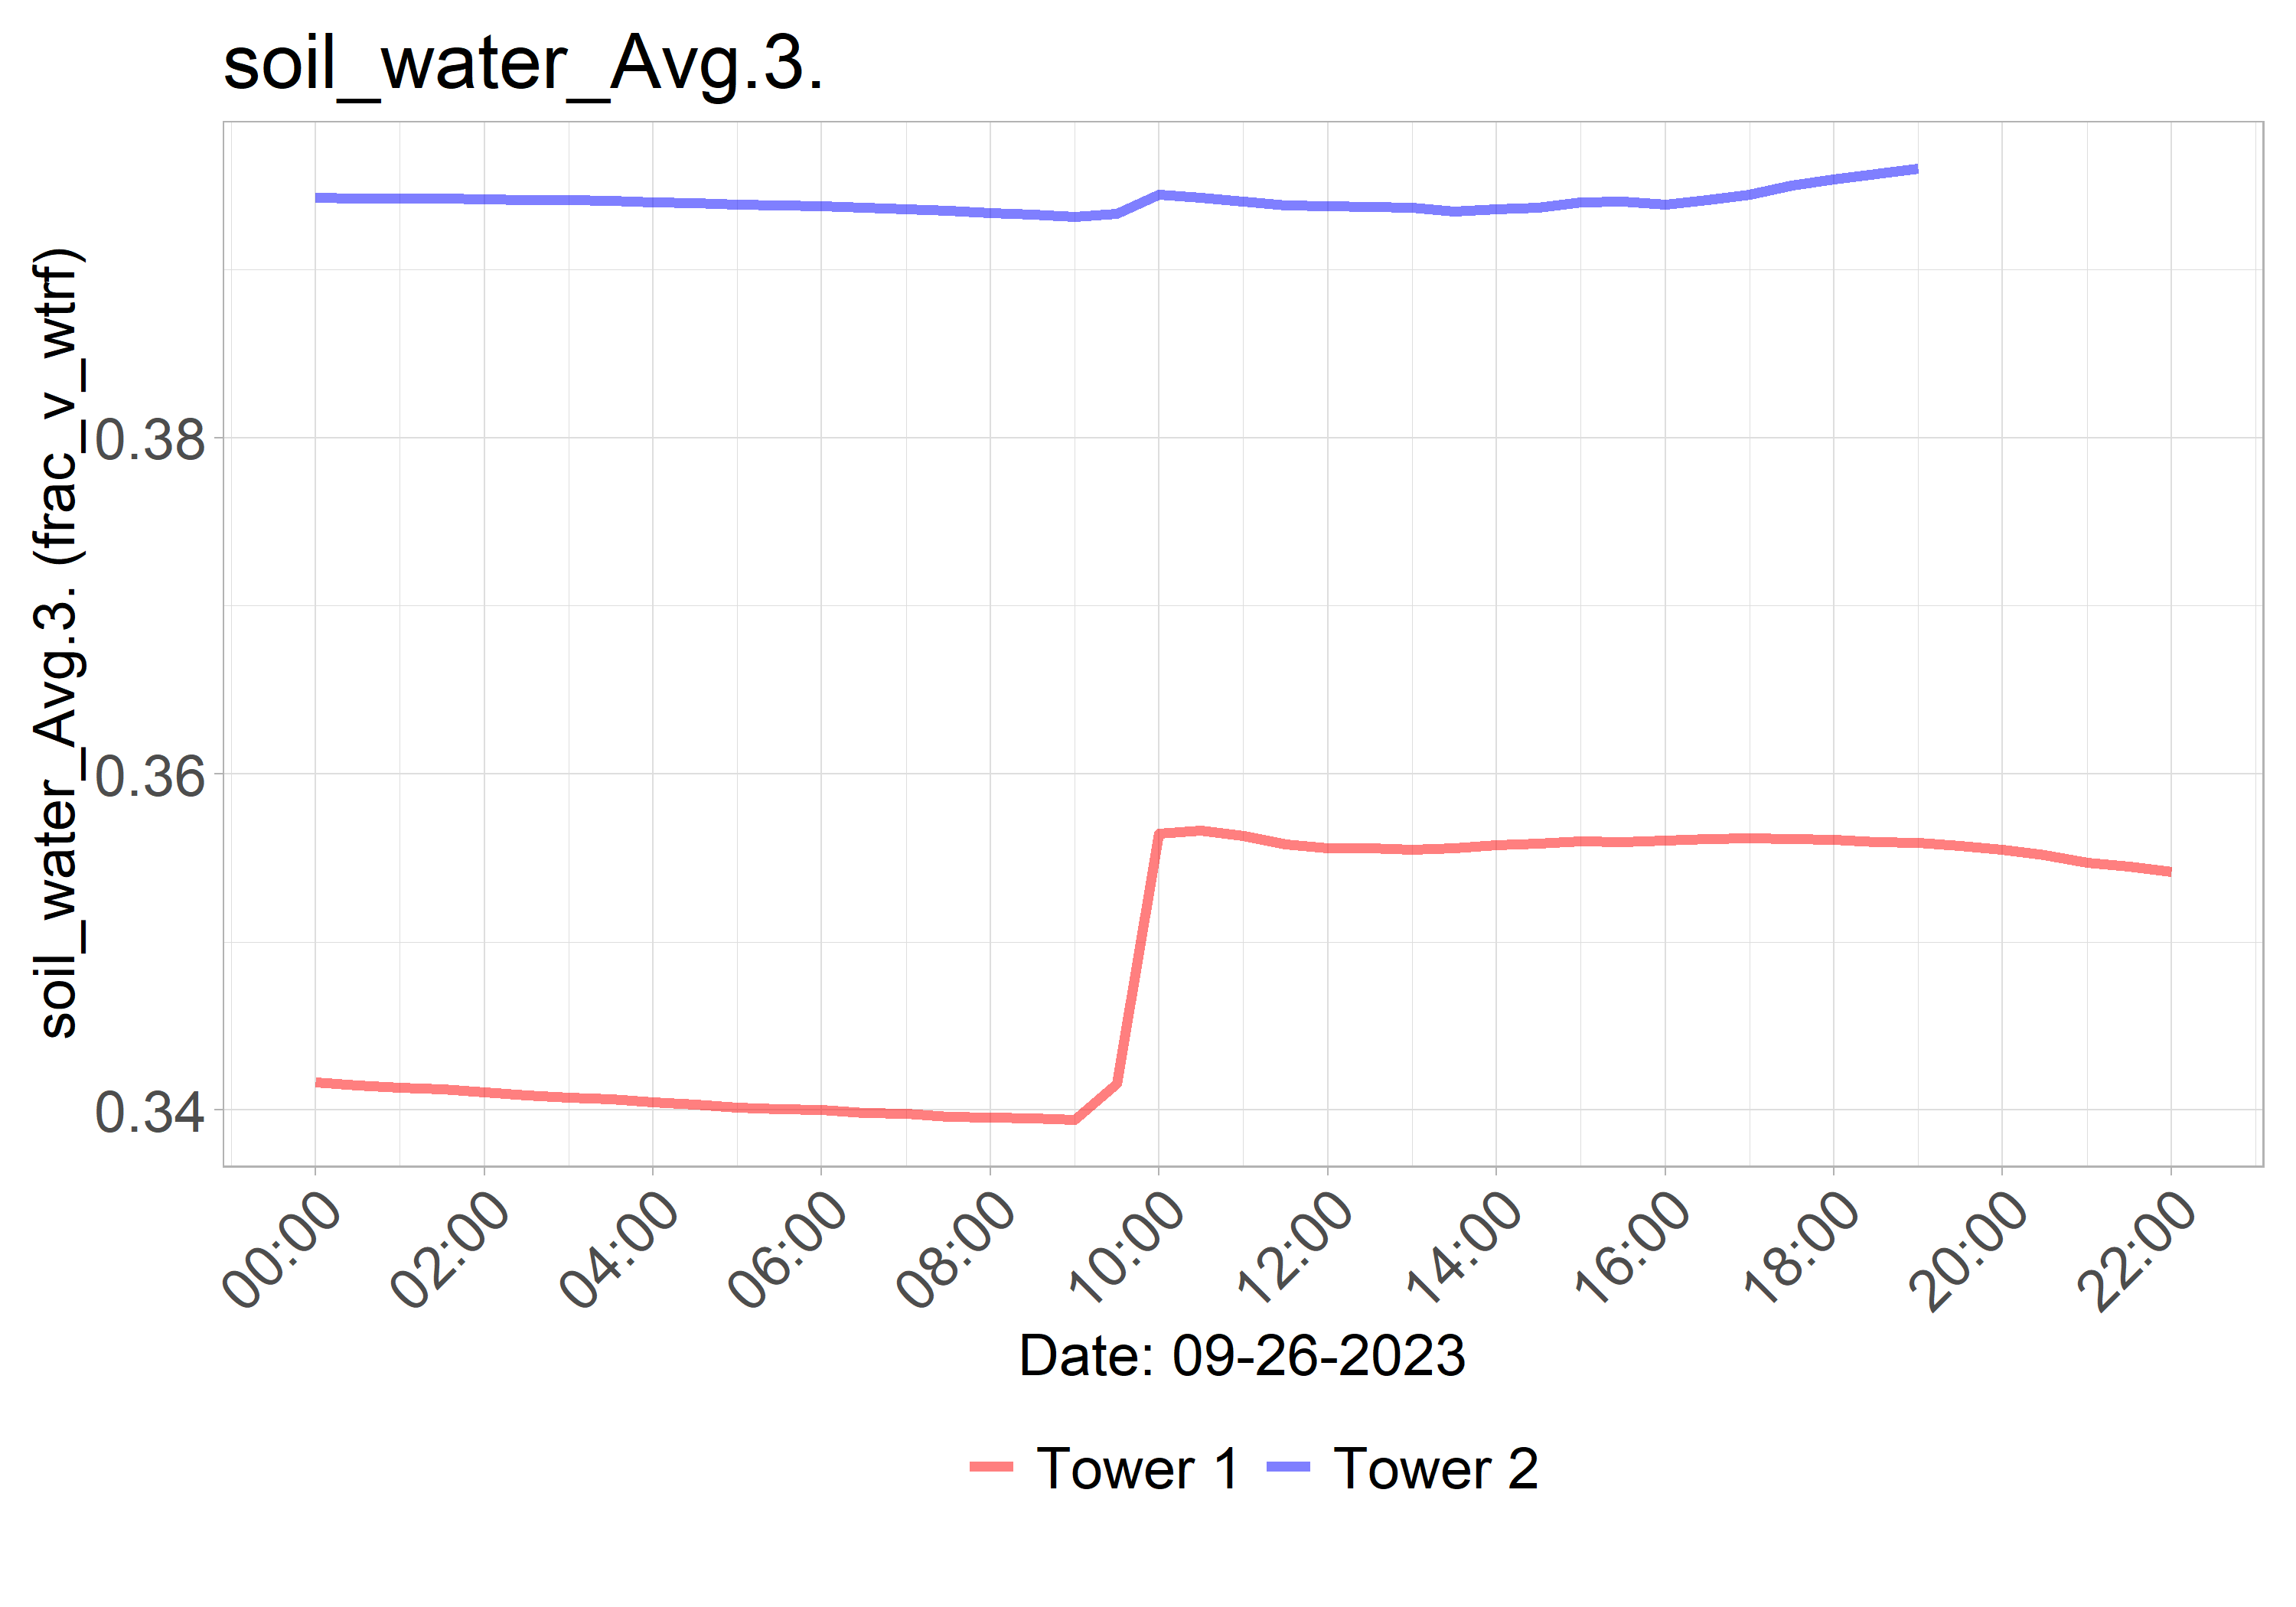 soil_water_Avg.3.
soil_water_Avg.3. (frac_v_wtrf)
0.38
0.36
0.34
00:00 02:00 04:00 06:00 08:00 10:00 12:00 14:00 16:00 18:00 20:00 22:00
Date: 09-26-2023
Tower 1 Tower 2